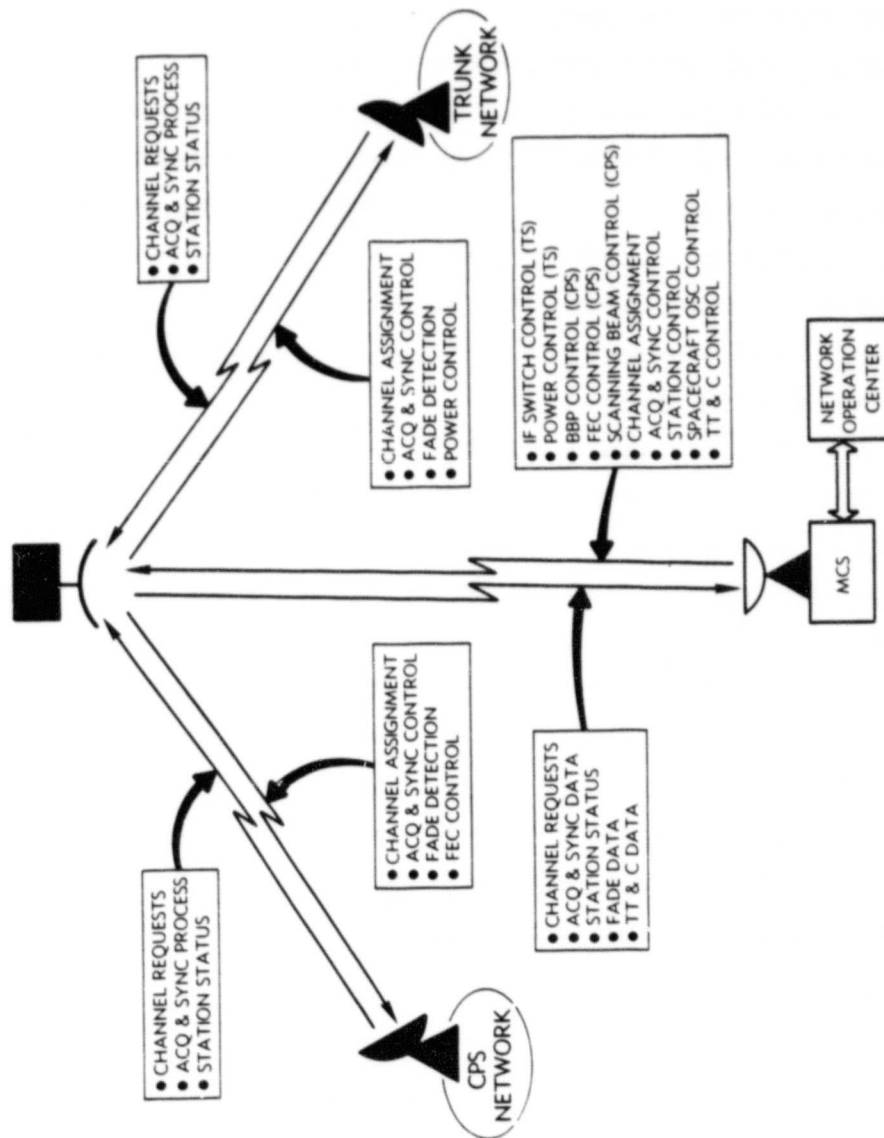 ● CHANNEL REQUESTS
● ACQ & SYNC PROCESS
● STATION STATUS
● CHANNEL REQUESTS
● ACQ & SYNC PROCESS
● STATION STATUS
● CHANNEL ASSIGNMENT
● ACQ & SYNC CONTROL
● FADE DETECTION
● FEC CONTROL
● CHANNEL ASSIGNMENT
● ACQ & SYNC CONTROL
● FADE DETECTION
● POWER CONTROL
CPS
NETWORK
TRUNK
NETWORK
● CHANNEL REQUESTS
● ACQ & SYNC DATA
● STATION STATUS
● FADE DATA
● TT & C DATA
● IF SWITCH CONTROL (TS)
● POWER CONTROL (TS)
● BBP CONTROL (CPS)
● FEC CONTROL (CPS)
● SCANNING BEAM CONTROL (CPS)
● CHANNEL ASSIGNMENT
● ACQ & SYNC CONTROL
● STATION CONTROL
● SPACECRAFT OSC CONTROL
● TT & C CONTROL
MCS
NETWORK
OPERATION
CENTER